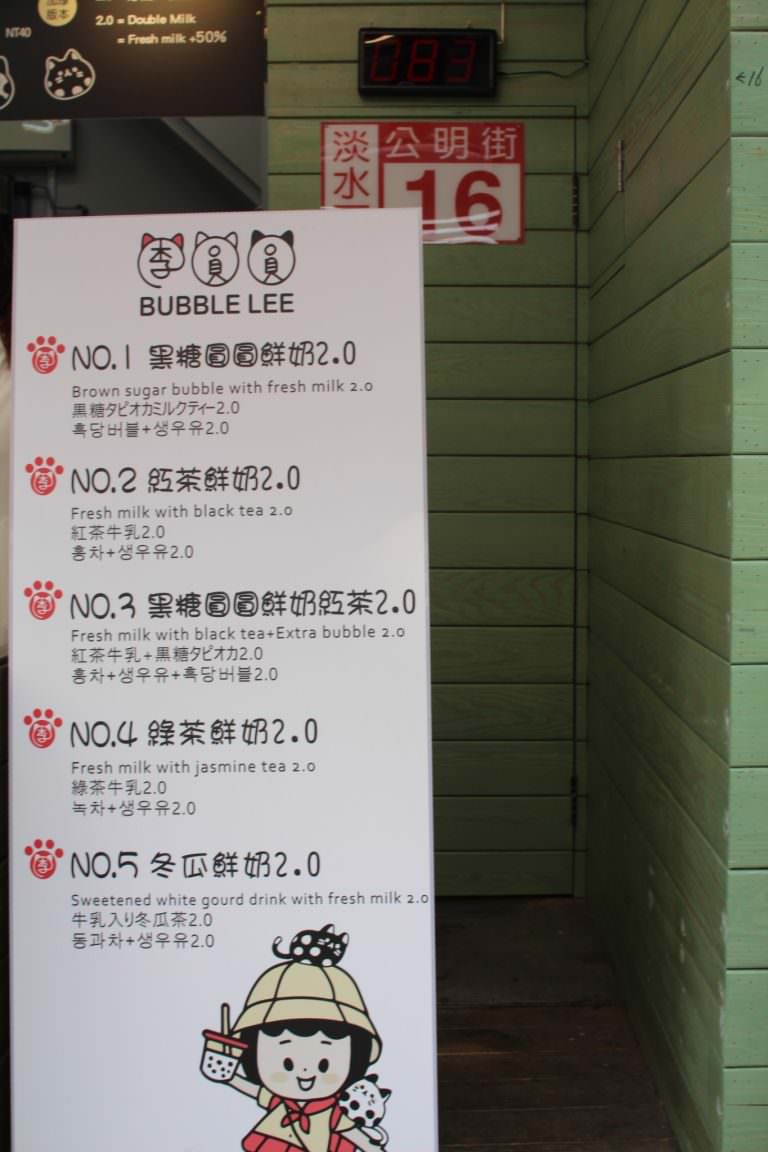 版本
2.0 = Double Milk
= Fresh milk +50%
NT40
083
←16
淡水
公明街
16
李員員
BUBBLE LEE
李 NO.1 黑糖圓圓鮮奶2.0
Brown sugar bubble with fresh milk 2.0
黒糖タピオカミルクティー2.0
흑당버블+생우유2.0
李 NO.2 紅茶鮮奶2.0
Fresh milk with black tea 2.0
紅茶牛乳2.0
홍차+생우유2.0
李 NO.3 黑糖圓圓鮮奶紅茶2.0
Fresh milk with black tea+Extra bubble 2.0
紅茶牛乳+黒糖タピオカ2.0
홍차+생우유+흑당버블2.0
李 NO.4 綠茶鮮奶2.0
Fresh milk with jasmine tea 2.0
綠茶牛乳2.0
녹차+생우유2.0
李 NO.5 冬瓜鮮奶2.0
Sweetened white gourd drink with fresh milk 2.0
牛乳入り冬瓜茶2.0
동과차+생우유2.0